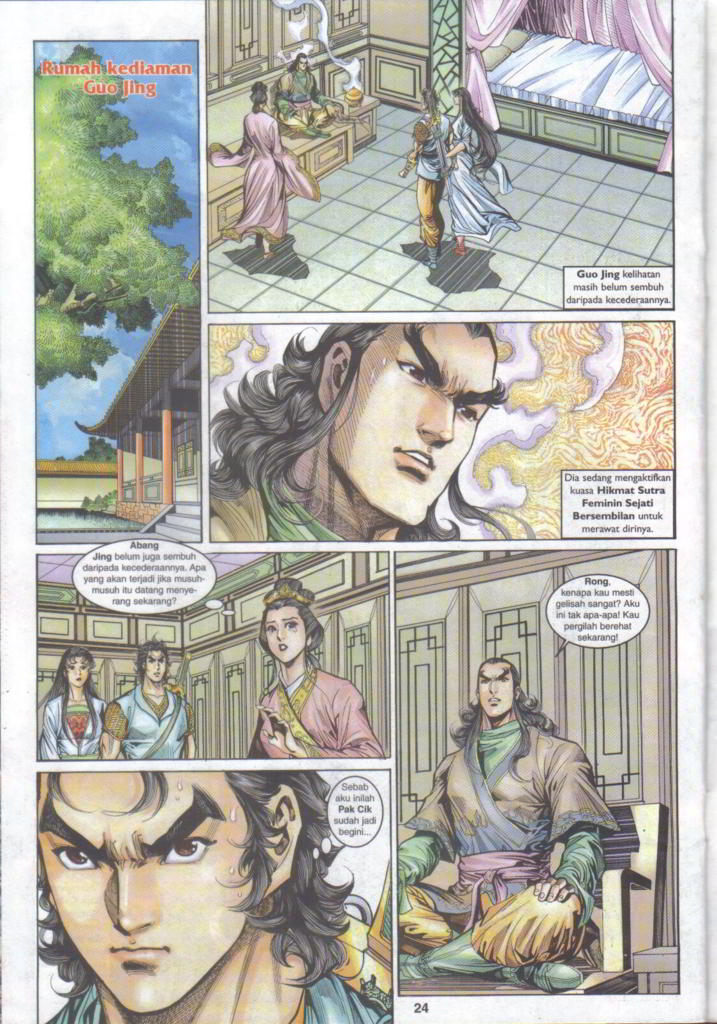 Rumah kediaman
Guo Jing
Guo Jing kelihatan
masih belum sembuh
daripada kecederaannya.
Dia sedang mengaktifkan
kuasa Hikmat Sutra
Feminin Sejati
Bersembilan untuk
merawat dirinya.
Abang
Jing belum juga sembuh
daripada kecederaannya. Apa
yang akan terjadi jika musuh-
musuh itu datang menye-
rang sekarang?
Rong,
kenapa kau mesti
gelisah sangat? Aku
ini tak apa-apa! Kau
pergilah berehat
sekarang!
Sebab
aku inilah
Pak Cik
sudah jadi
begini...
24